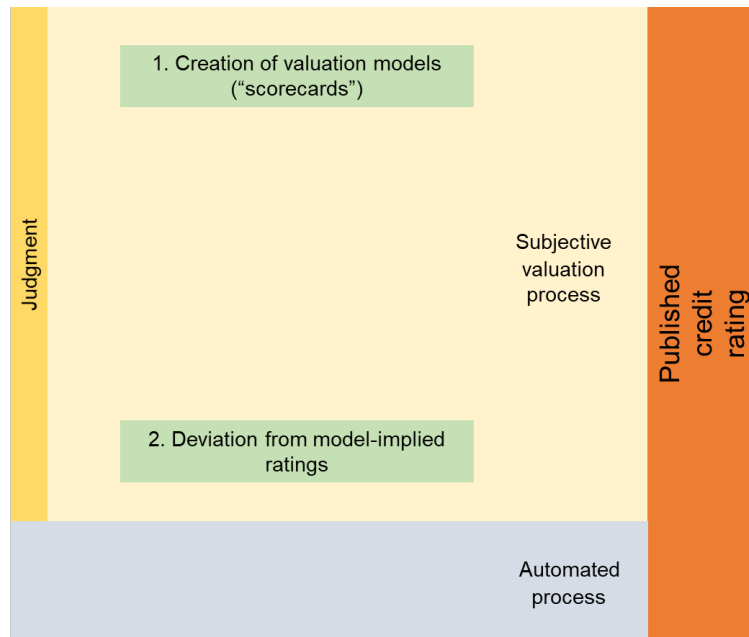 1. Creation of valuation models
(“scorecards”)
Judgment
Subjective
valuation
process
Published
credit
rating
2. Deviation from model-implied
ratings
Automated
process